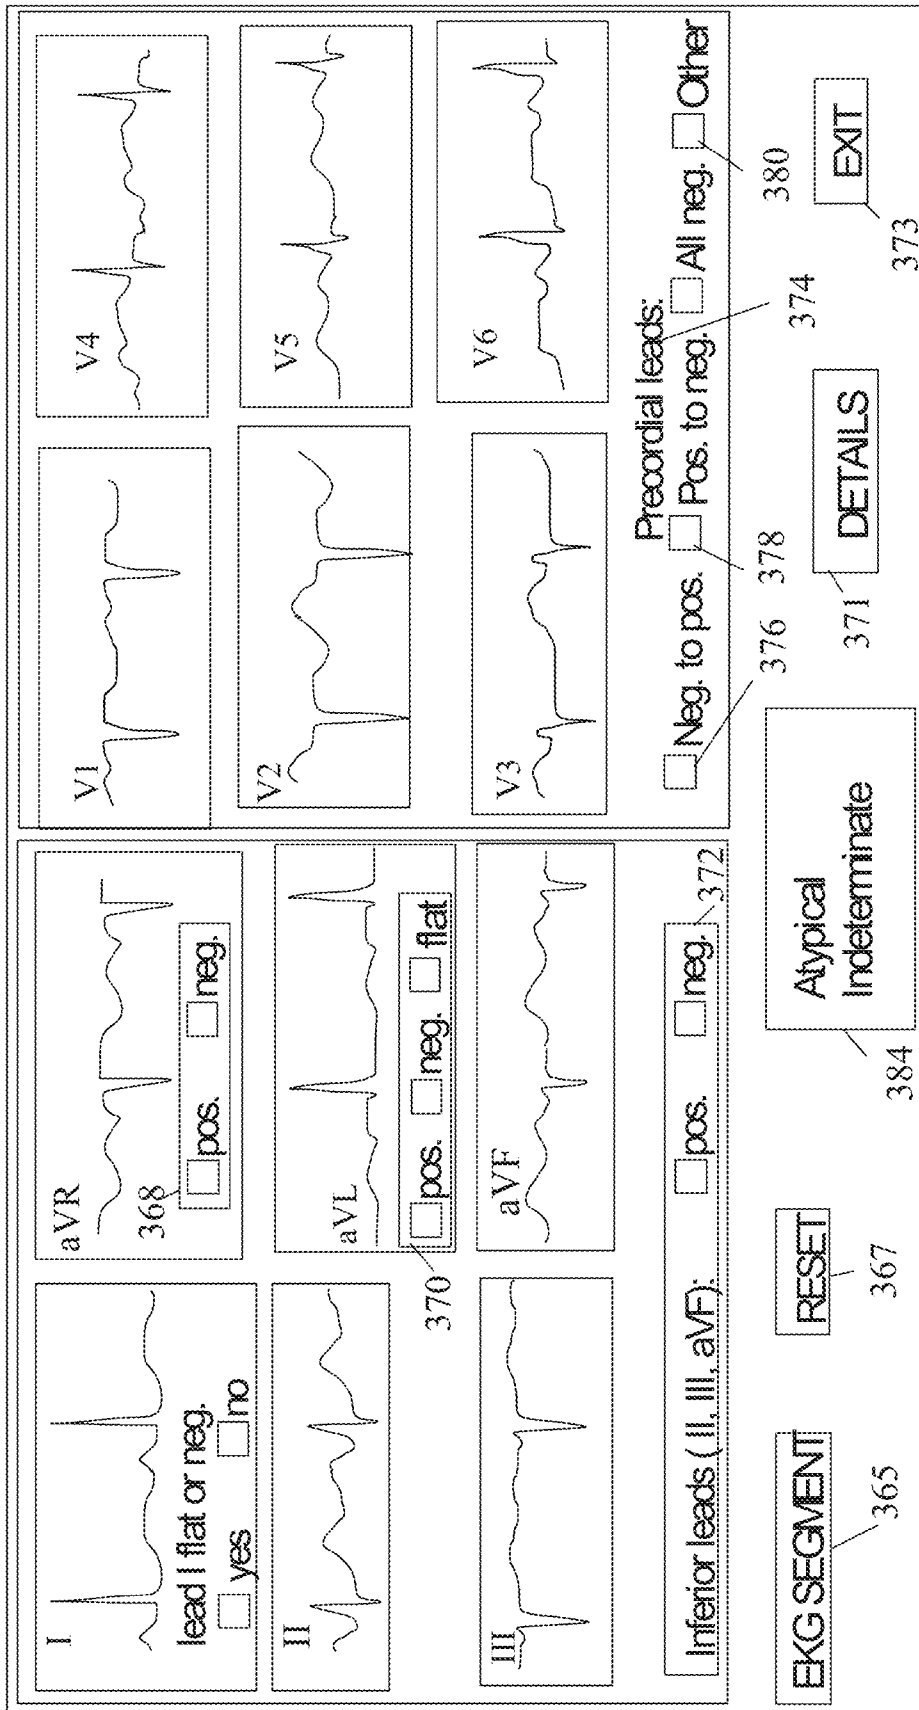 I
lead I flat or neg.
yes no
aVR
368
pos. neg.
II
aVL
370
pos. neg. flat
III
aVF
Inferior leads ( II, III, aVF):
pos. neg.
372
V1
V4
V2
V5
V3
V6
Precordial leads:
374
Neg. to pos. Pos. to neg. All neg. Other
376
378
380
EKG SEGMENT
365
RESET
367
Atypical
Indeterminate
384
DETAILS
371
EXIT
373